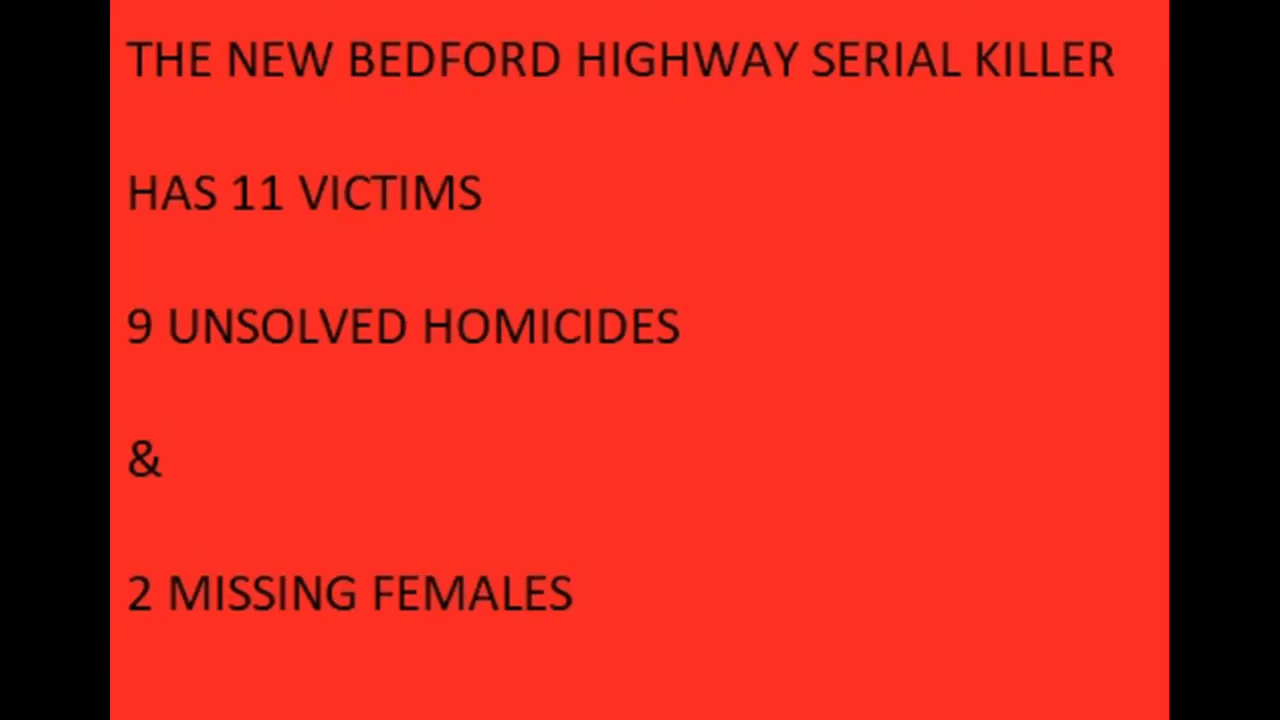 THE NEW BEDFORD HIGHWAY SERIAL KILLER
HAS 11 VICTIMS
9 UNSOLVED HOMICIDES
&
2 MISSING FEMALES